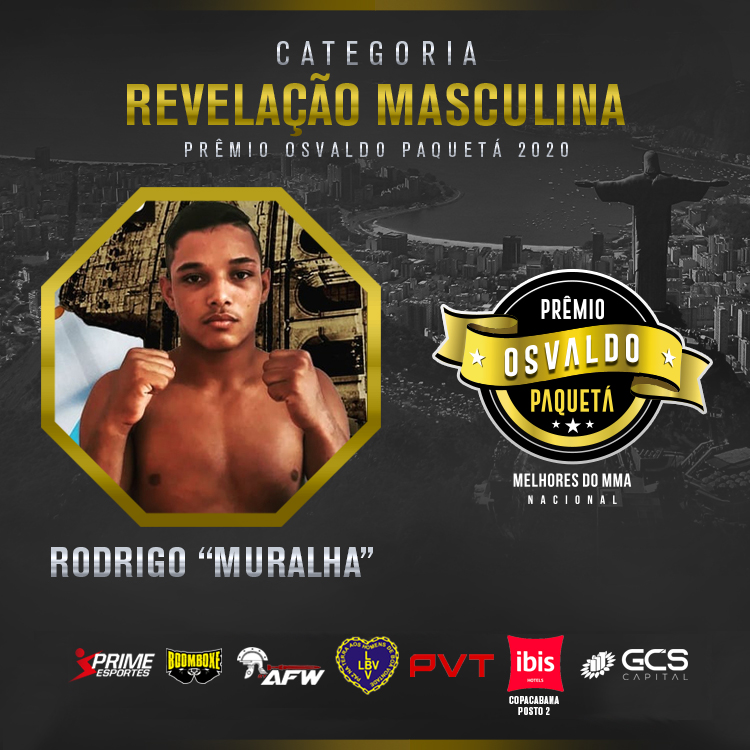 CATEGORIA
REVELAÇÃO MASCULINA
PRÊMIO OSVALDO PAQUETÁ 2020
PRÊMIO
OSVALDO
PAQUETÁ
MELHORES DO MMA
NACIONAL
RODRIGO “MURALHA”
PRIME
ESPORTES
BOOMBOXE
AFW
L
LBV
V
PVT
ibis
HOTELS
COPACABANA
POSTO 2
GCS
CAPITAL